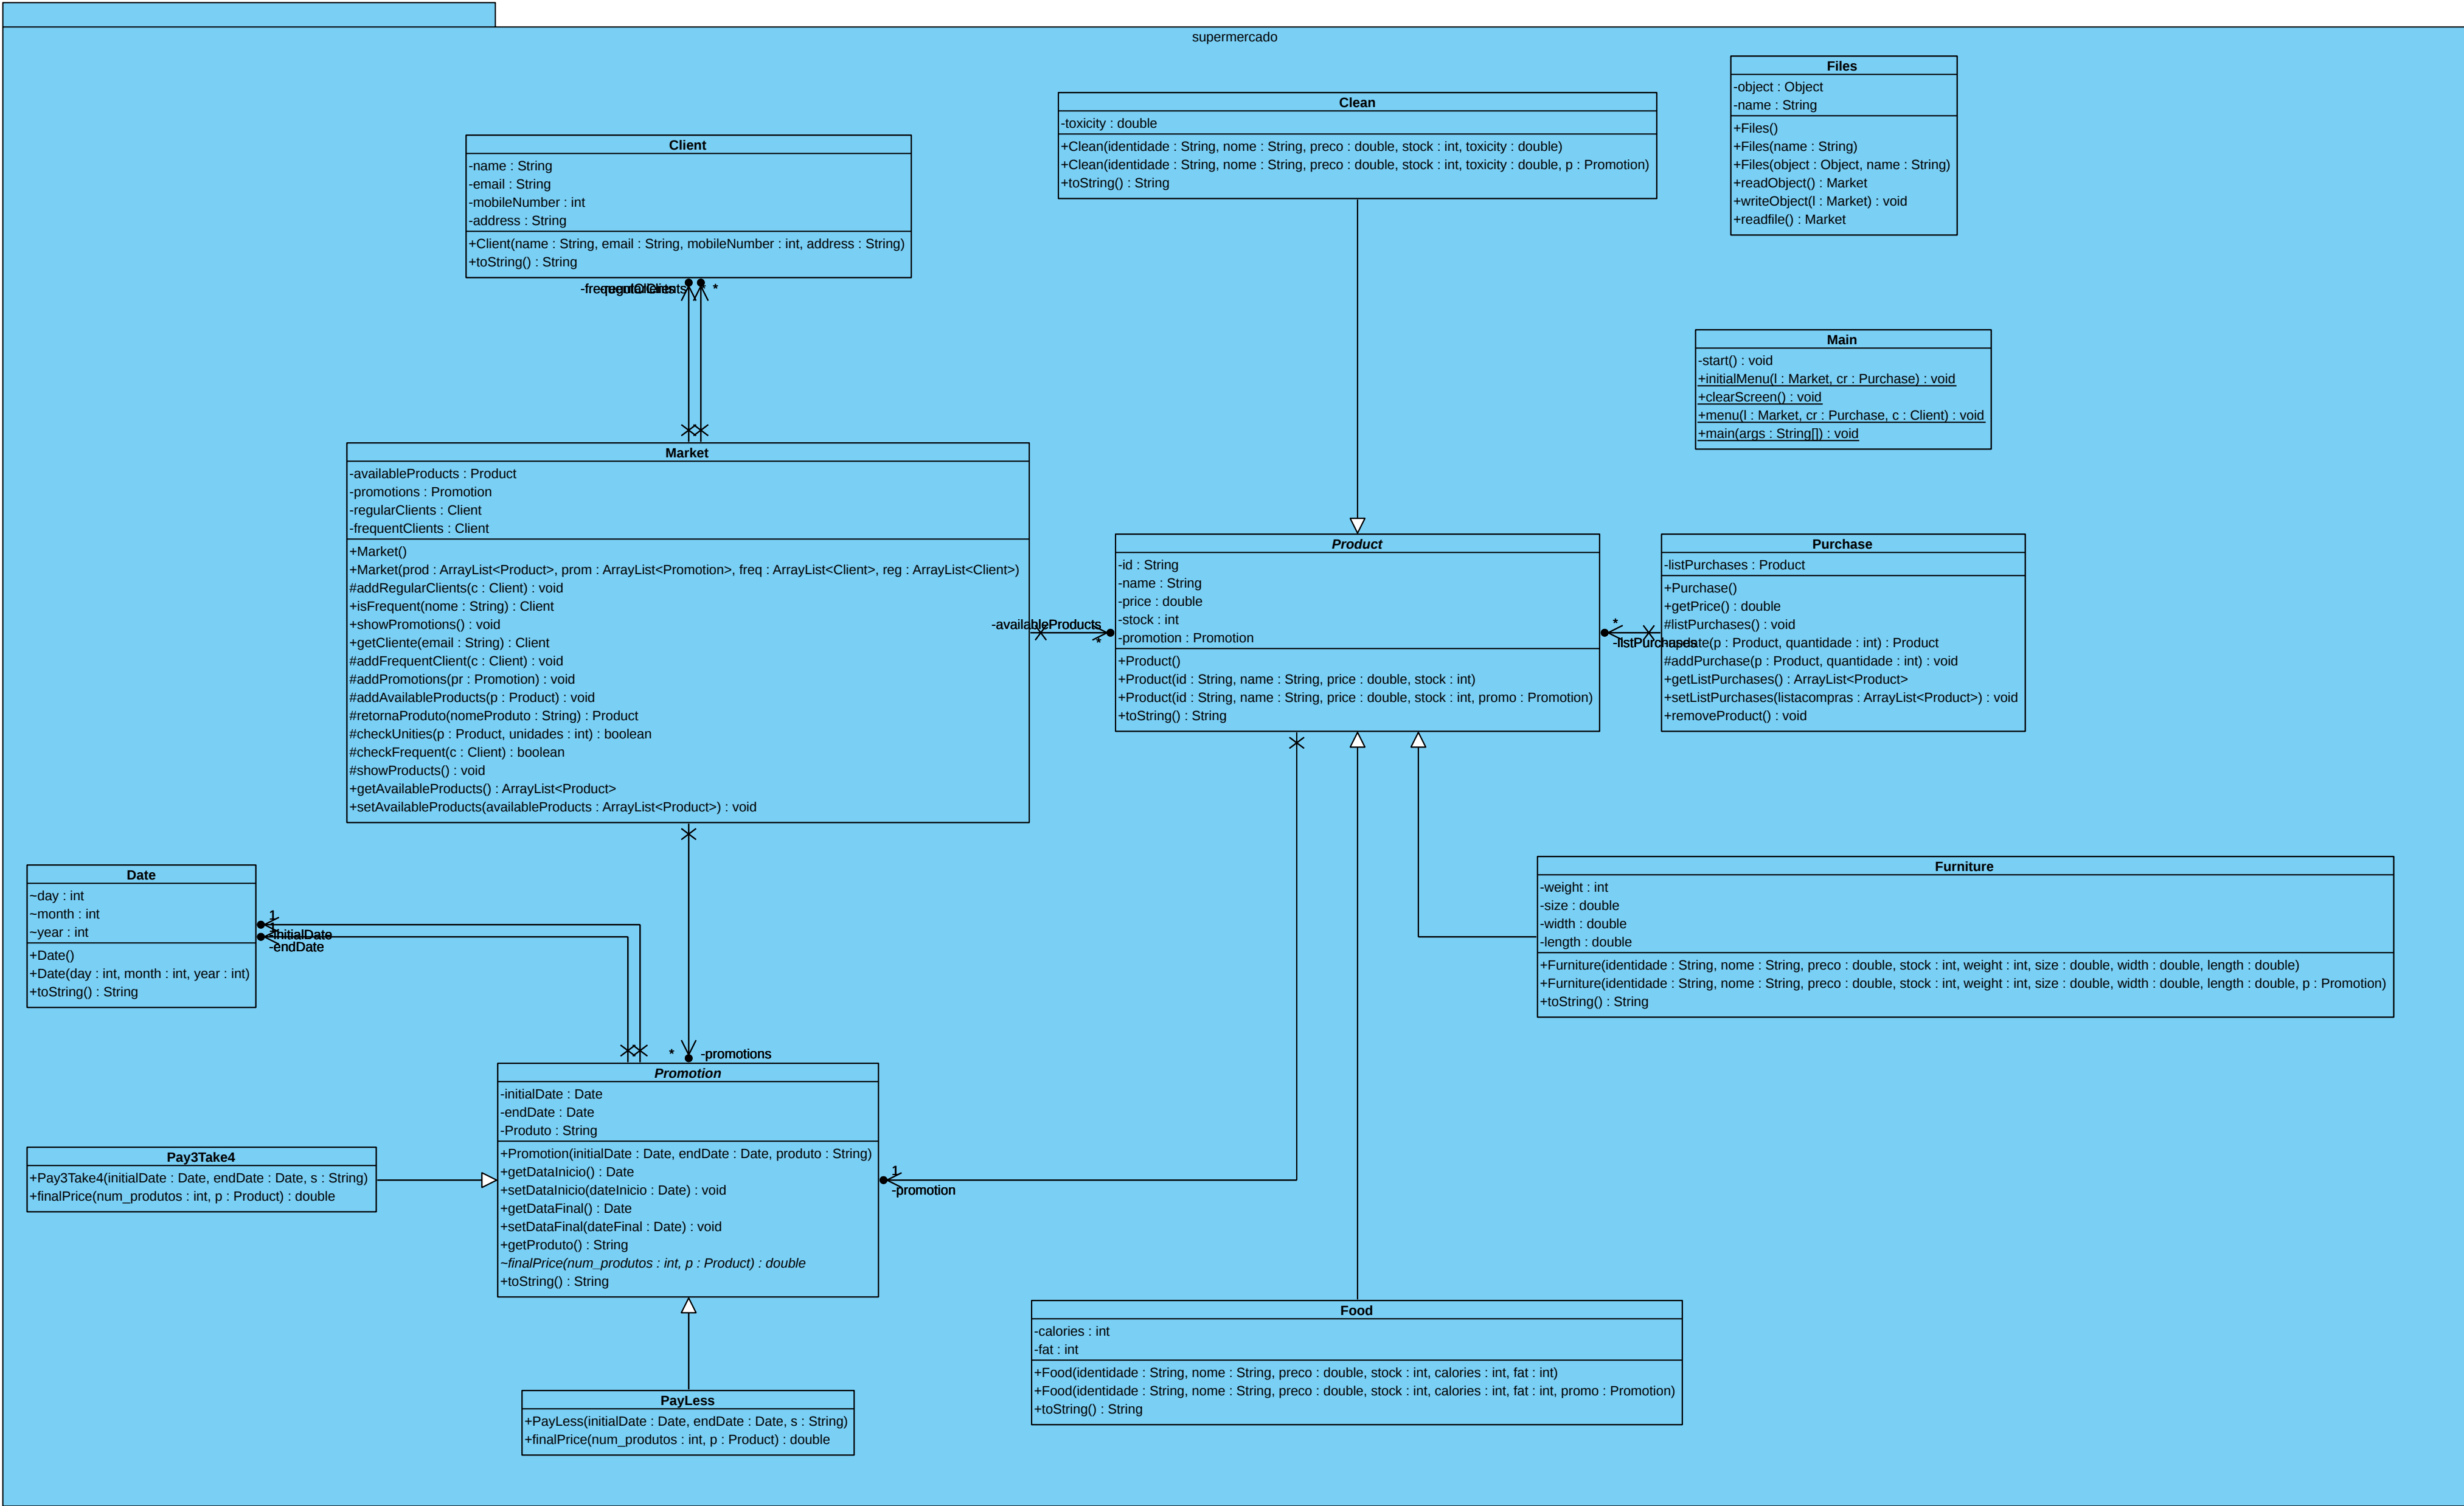 supermercado
Files
-object : Object
-name : String
+Files()
+Files(name : String)
+Files(object : Object, name : String)
+readObject() : Market
+writeObject(l : Market) : void
+readfile() : Market
Clean
-toxicity : double
+Clean(identidade : String, nome : String, preco : double, stock : int, toxicity : double)
+Clean(identidade : String, nome : String, preco : double, stock : int, toxicity : double, p : Promotion)
+toString() : String
Client
-name : String
-email : String
-mobileNumber : int
-address : String
+Client(name : String, email : String, mobileNumber : int, address : String)
+toString() : String
-frequentClients
-regularClients
*
*
Main
-start() : void
+initialMenu(l : Market, cr : Purchase) : void
+clearScreen() : void
+menu(l : Market, cr : Purchase, c : Client) : void
+main(args : String[]) : void
Market
-availableProducts : Product
-promotions : Promotion
-regularClients : Client
-frequentClients : Client
+Market()
+Market(prod : ArrayList<Product>, prom : ArrayList<Promotion>, freq : ArrayList<Client>, reg : ArrayList<Client>)
#addRegularClients(c : Client) : void
+isFrequent(nome : String) : Client
+showPromotions() : void
+getCliente(email : String) : Client
#addFrequentClient(c : Client) : void
#addPromotions(pr : Promotion) : void
#addAvailableProducts(p : Product) : void
#retornaProduto(nomeProduto : String) : Product
#checkUnities(p : Product, unidades : int) : boolean
#checkFrequent(c : Client) : boolean
#showProducts() : void
+getAvailableProducts() : ArrayList<Product>
+setAvailableProducts(availableProducts : ArrayList<Product>) : void
-availableProducts
*
Product
-id : String
-name : String
-price : double
-stock : int
-promotion : Promotion
+Product()
+Product(id : String, name : String, price : double, stock : int)
+Product(id : String, name : String, price : double, stock : int, promo : Promotion)
+toString() : String
*
-listPurchases
Purchase
-listPurchases : Product
+Purchase()
+getPrice() : double
#listPurchases() : void
-update(p : Product, quantidade : int) : Product
#addPurchase(p : Product, quantidade : int) : void
+getListPurchases() : ArrayList<Product>
+setListPurchases(listacompras : ArrayList<Product>) : void
+removeProduct() : void
Date
~day : int
~month : int
~year : int
+Date()
+Date(day : int, month : int, year : int)
+toString() : String
1
1
-initialDate
-endDate
Furniture
-weight : int
-size : double
-width : double
-length : double
+Furniture(identidade : String, nome : String, preco : double, stock : int, weight : int, size : double, width : double, length : double)
+Furniture(identidade : String, nome : String, preco : double, stock : int, weight : int, size : double, width : double, length : double, p : Promotion)
+toString() : String
* -promotions
Promotion
-initialDate : Date
-endDate : Date
-Produto : String
+Promotion(initialDate : Date, endDate : Date, produto : String)
+getDataInicio() : Date
+setDataInicio(dateInicio : Date) : void
+getDataFinal() : Date
+setDataFinal(dateFinal : Date) : void
+getProduto() : String
~finalPrice(num_produtos : int, p : Product) : double
+toString() : String
1
-promotion
Pay3Take4
+Pay3Take4(initialDate : Date, endDate : Date, s : String)
+finalPrice(num_produtos : int, p : Product) : double
PayLess
+PayLess(initialDate : Date, endDate : Date, s : String)
+finalPrice(num_produtos : int, p : Product) : double
Food
-calories : int
-fat : int
+Food(identidade : String, nome : String, preco : double, stock : int, calories : int, fat : int)
+Food(identidade : String, nome : String, preco : double, stock : int, calories : int, fat : int, promo : Promotion)
+toString() : String